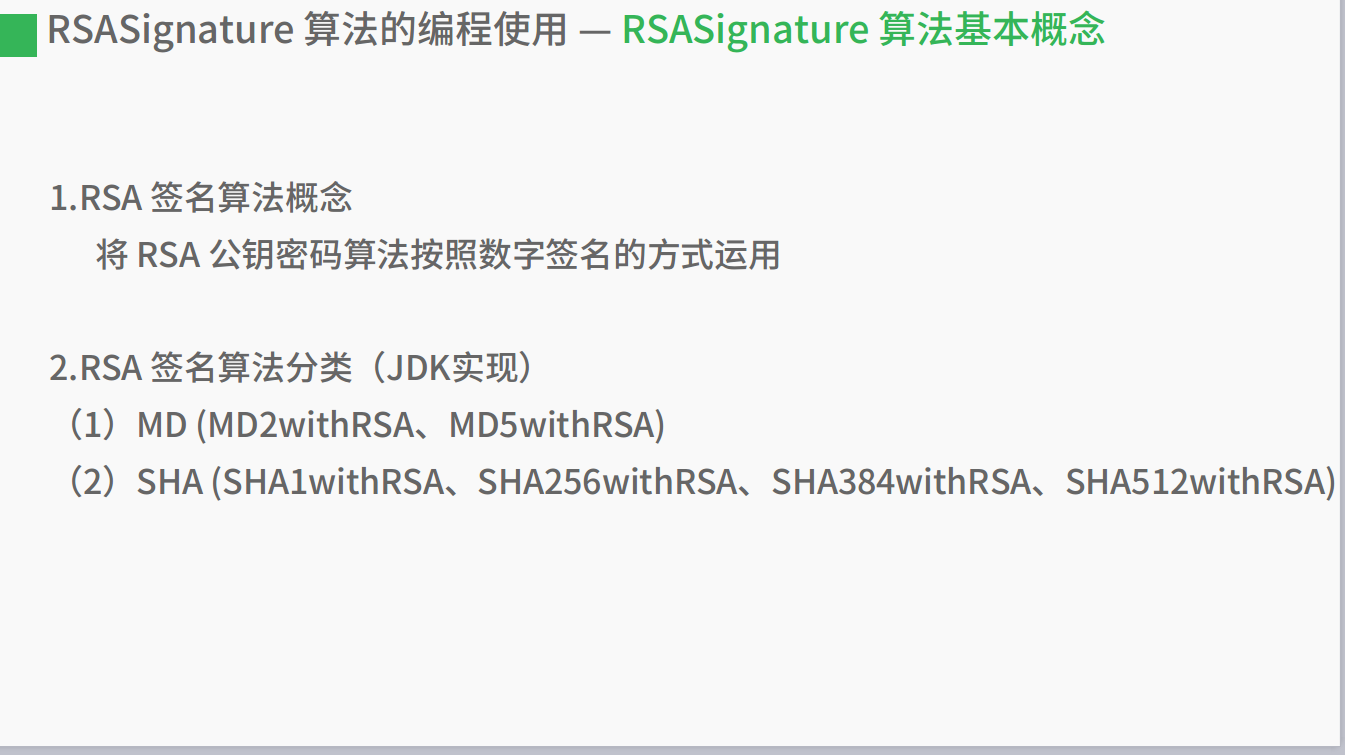 RSASignature 算法的编程使用 — RSASignature 算法基本概念
1.RSA 签名算法概念
将 RSA 公钥密码算法按照数字签名的方式运用
2.RSA 签名算法分类（JDK实现）
（1）MD (MD2withRSA、MD5withRSA)
（2）SHA (SHA1withRSA、SHA256withRSA、SHA384withRSA、SHA512withRSA)